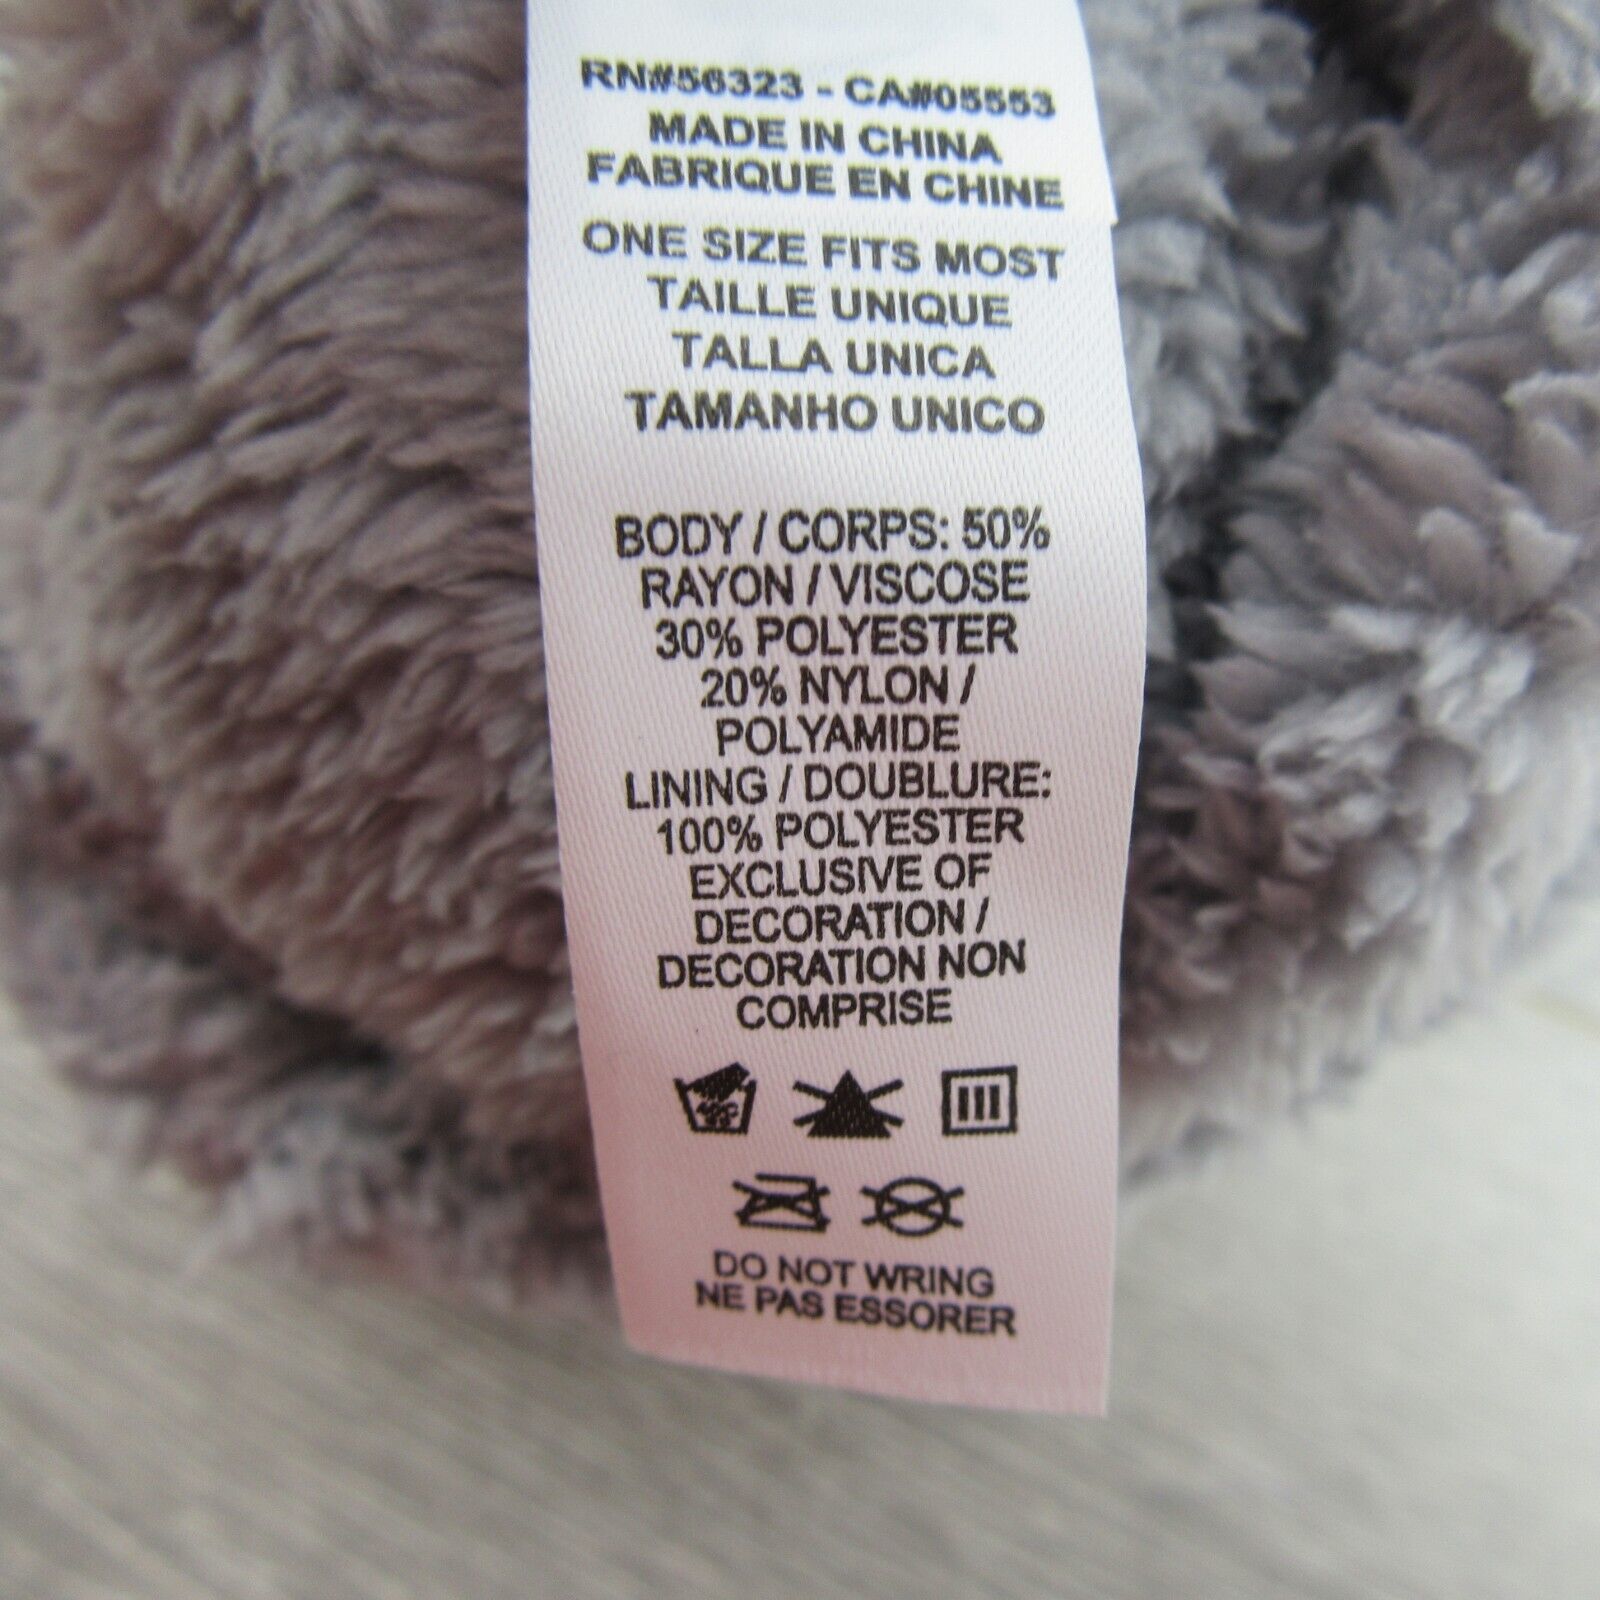 RN#56323 - CA#05553
MADE IN CHINA
FABRIQUE EN CHINE
ONE SIZE FITS MOST
TAILLE UNIQUE
TALLA UNICA
TAMANHO UNICO
BODY / CORPS: 50%
RAYON / VISCOSE
30% POLYESTER
20% NYLON /
POLYAMIDE
LINING / DOUBLURE:
100% POLYESTER
EXCLUSIVE OF
DECORATION /
DECORATION NON
COMPRISE
DO NOT WRING
NE PAS ESSORER